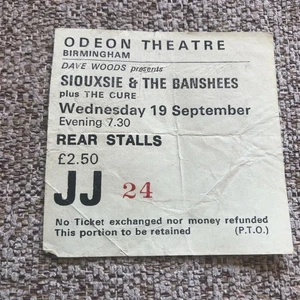 ODEON THEATRE
BIRMINGHAM
DAVE WOODS presents
SIOUXSIE & THE BANSHEES
plus THE CURE
Wednesday 19 September
Evening 7.30
REAR STALLS
£2.50
JJ 24
No Ticket exchanged nor money refunded
This portion to be retained (P.T.O.)